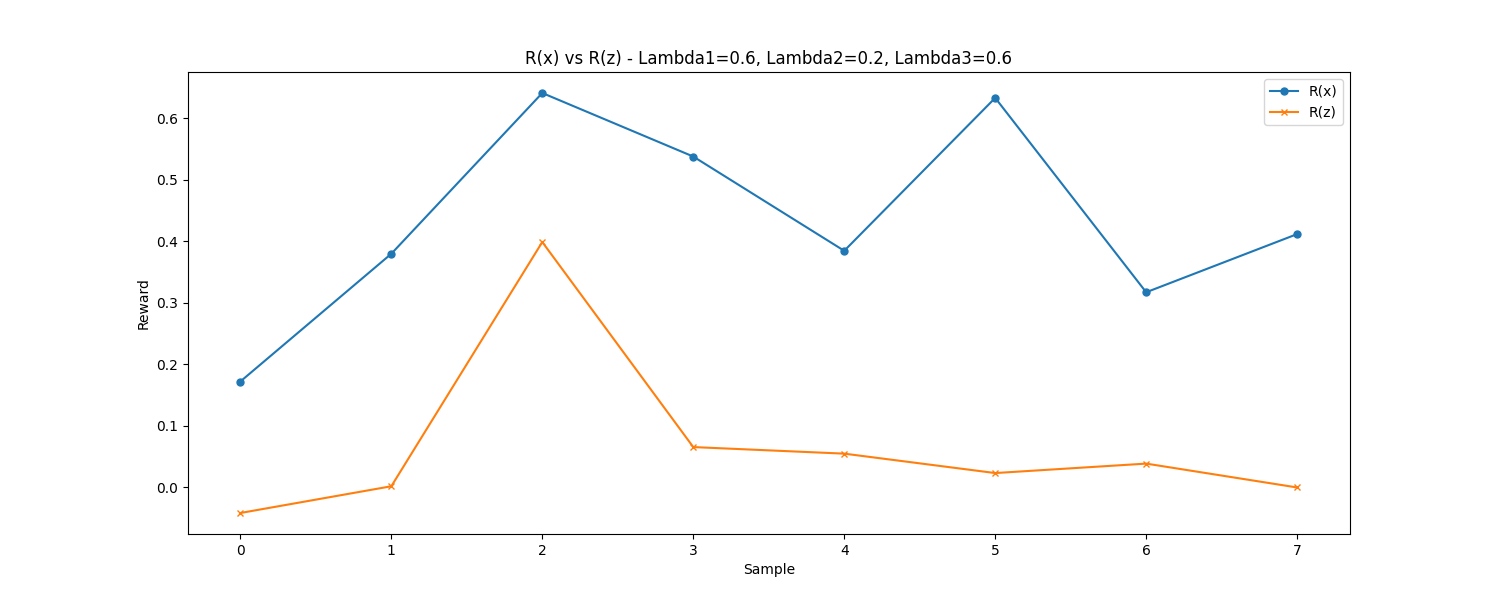 R(x) vs R(z) - Lambda1=0.6, Lambda2=0.2, Lambda3=0.6
R(x)
R(z)
0.6
0.5
0.4
0.3
0.2
0.1
0.0
Reward
0 1 2 3 4 5 6 7
Sample